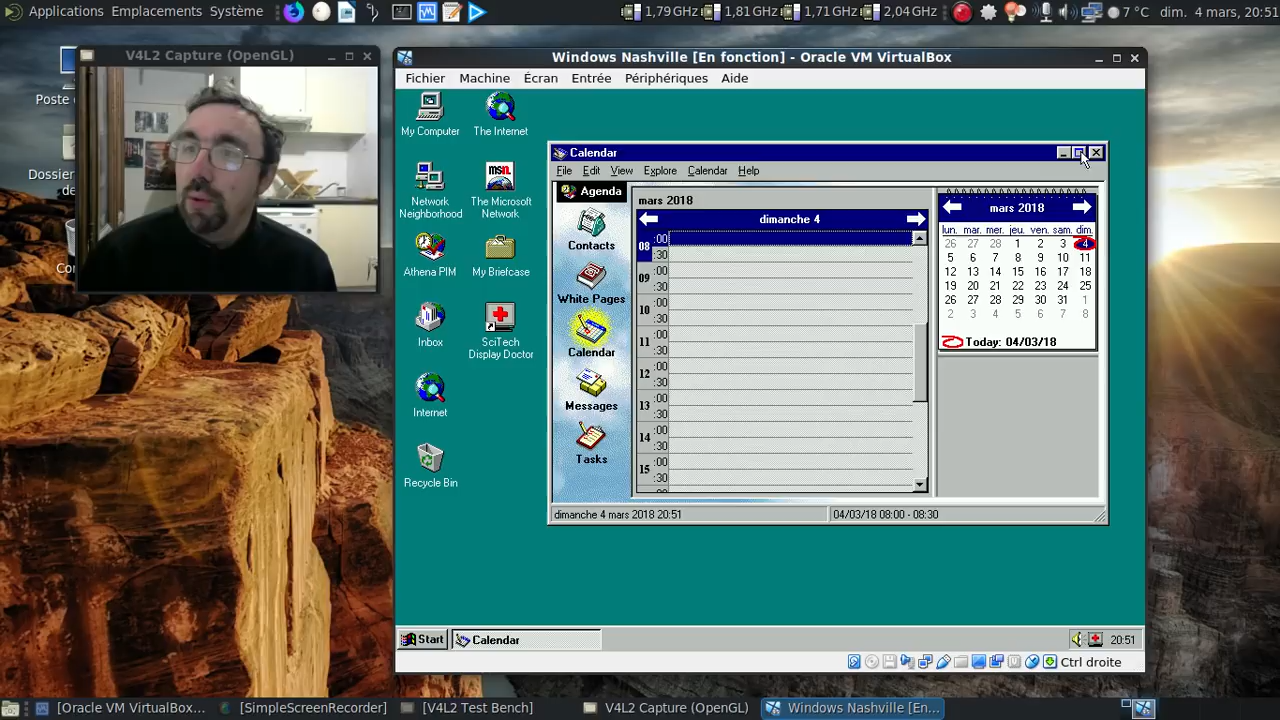 Applications Emplacements Système
1,79 GHz 1,81 GHz 1,71 GHz 2,04 GHz 7 °C dim. 4 mars, 20:51
Poste
Dossier
de
V4L2 Capture (OpenGL)
Windows Nashville [En fonction] - Oracle VM VirtualBox
Fichier Machine Écran Entrée Périphériques Aide
My Computer
The Internet
Network
Neighborhood
msn
The Microsoft
Network
Athena PIM
My Briefcase
Inbox
SciTech
Display Doctor
Internet
Recycle Bin
Calendar
File Edit View Explore Calendar Help
Agenda
Contacts
White Pages
Calendar
Messages
Tasks
mars 2018
dimanche 4
08 :00
:30
09 :00
:30
10 :00
:30
11 :00
:30
12 :00
:30
13 :00
:30
14 :00
:30
15 :00
:30
mars 2018
lun. mar. mer. jeu. ven. sam. dim.
26 27 28 1 2 3 4
5 6 7 8 9 10 11
12 13 14 15 16 17 18
19 20 21 22 23 24 25
26 27 28 29 30 31 1
2 3 4 5 6 7 8
Today: 04/03/18
dimanche 4 mars 2018 20:51
04/03/18 08:00 - 08:30
Start Calendar 20:51
Ctrl droite
[Oracle VM VirtualBox... [SimpleScreenRecorder] [V4L2 Test Bench] V4L2 Capture (OpenGL) Windows Nashville [En...